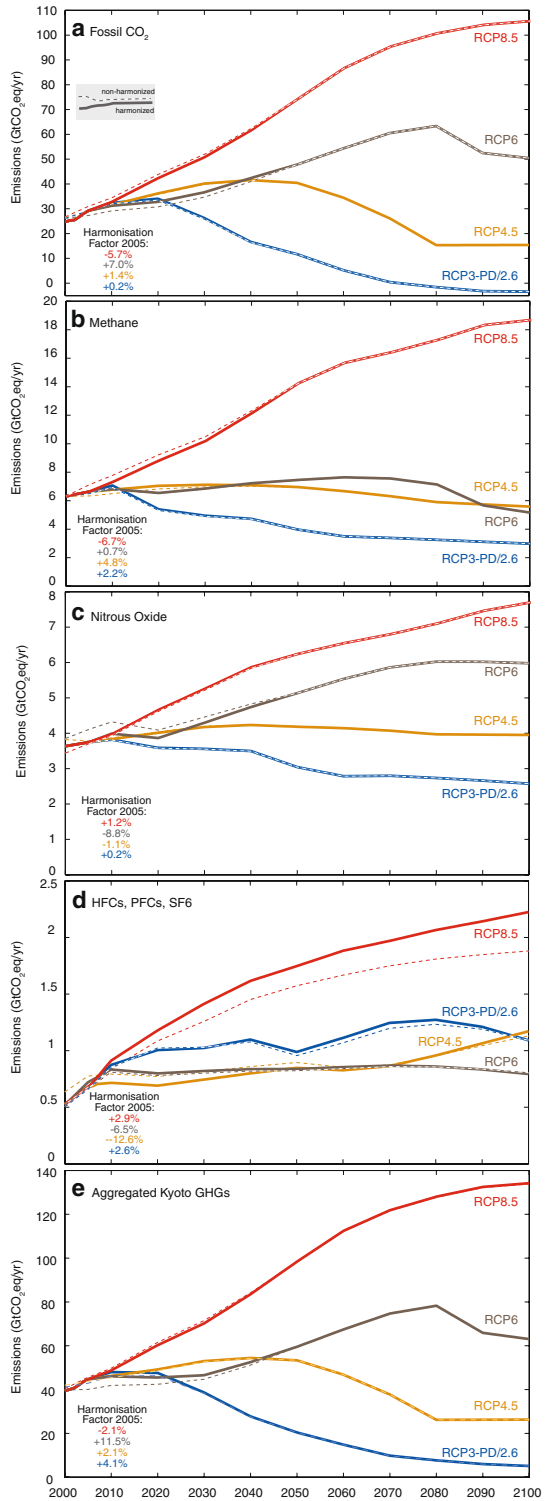 a Fossil CO₂
Emissions (GtCO₂eq/yr)
110
100
90
80
70
60
50
40
30
20
10
0
non-harmonized
harmonized
RCP8.5
RCP6
RCP4.5
RCP3-PD/2.6
Harmonisation
Factor 2005:
-5.7%
+7.0%
+1.4%
+0.2%
b Methane
Emissions (GtCO₂eq/yr)
20
18
16
14
12
10
8
6
4
2
0
RCP8.5
RCP4.5
RCP6
RCP3-PD/2.6
Harmonisation
Factor 2005:
-6.7%
+0.7%
+4.8%
+2.2%
c Nitrous Oxide
Emissions (GtCO₂eq/yr)
8
7
6
5
4
3
2
1
0
RCP8.5
RCP6
RCP4.5
RCP3-PD/2.6
Harmonisation
Factor 2005:
+1.2%
-8.8%
-1.1%
+0.2%
d HFCs, PFCs, SF6
Emissions (GtCO₂eq/yr)
2.5
2
1.5
1
0.5
0
RCP8.5
RCP3-PD/2.6
RCP4.5
RCP6
Harmonisation
Factor 2005:
+2.9%
-6.5%
--12.6%
+2.6%
e Aggregated Kyoto GHGs
Emissions (GtCO₂eq/yr)
140
120
100
80
60
40
20
0
RCP8.5
RCP6
RCP4.5
RCP3-PD/2.6
Harmonisation
Factor 2005:
-2.1%
+11.5%
+2.1%
+4.1%
2000 2010 2020 2030 2040 2050 2060 2070 2080 2090 2100